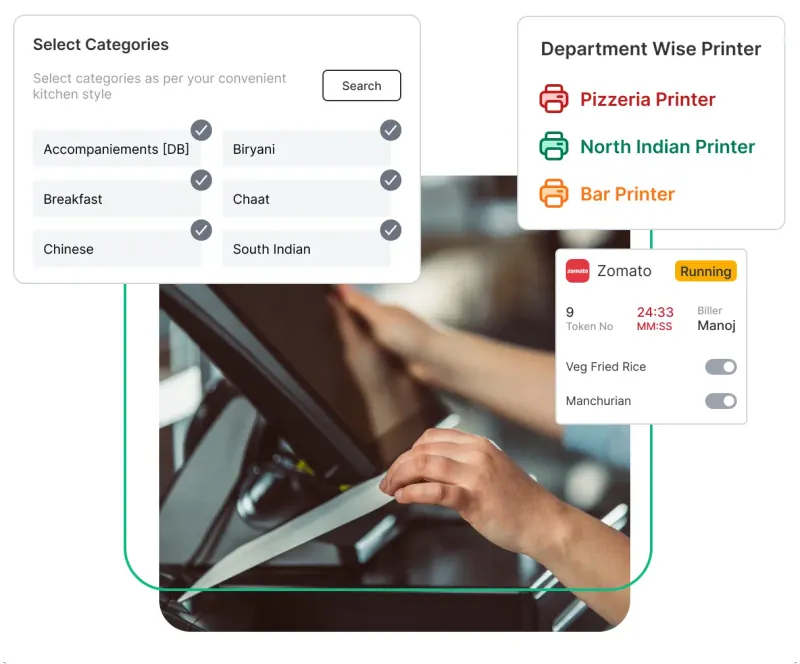 Select Categories
Select categories as per your convenient
kitchen style
Search
Accompaniements [DB]
Biryani
Breakfast
Chaat
Chinese
South Indian
Department Wise Printer
Pizzeria Printer
North Indian Printer
Bar Printer
zomato
Zomato
Running
9
Token No
24:33
MM:SS
Biller
Manoj
Veg Fried Rice
Manchurian